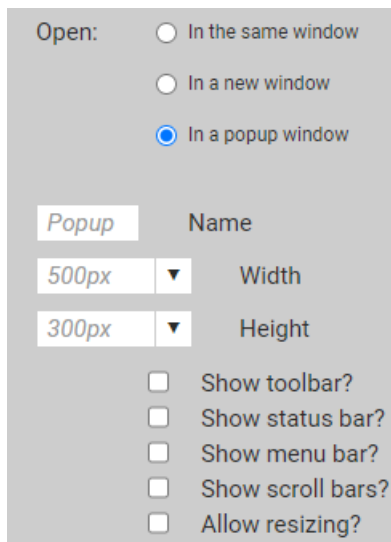 Open: In the same window
In a new window
In a popup window
Popup Name
500px Width
300px Height
Show toolbar?
Show status bar?
Show menu bar?
Show scroll bars?
Allow resizing?